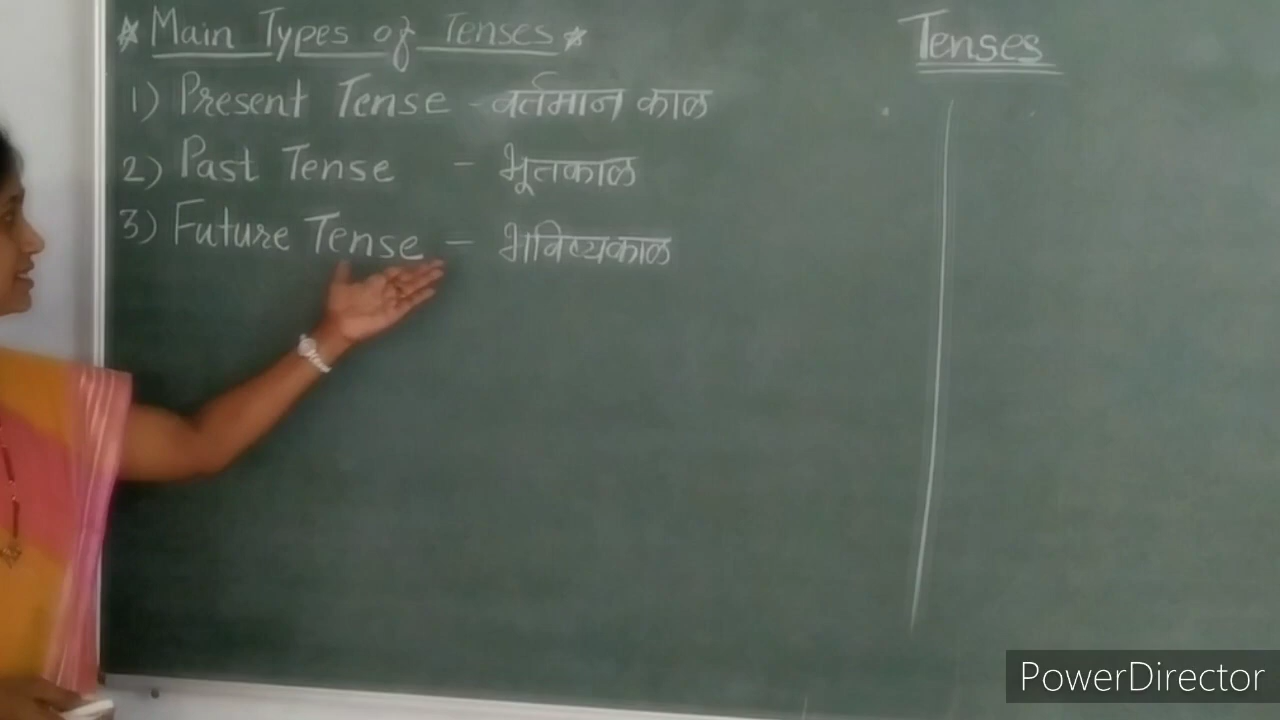 * Main Types of Tenses *
1) Present Tense - वर्तमान काळ
2) Past Tense - भूतकाळ
3) Future Tense - भविष्यकाळ
Tenses
PowerDirector